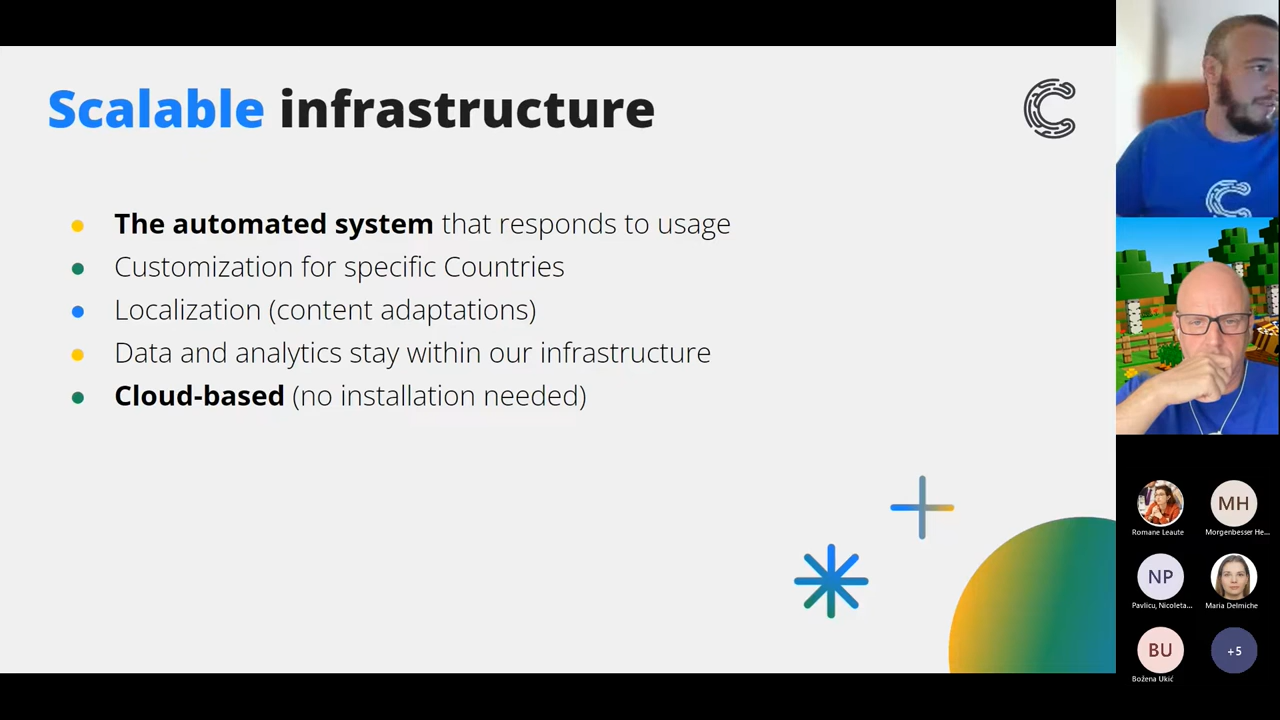 Scalable infrastructure
The automated system that responds to usage
Customization for specific Countries
Localization (content adaptations)
Data and analytics stay within our infrastructure
Cloud-based (no installation needed)
MH
Romane Leaute
Morgenbesser He...
NP
Pavlicu, Nicoleta...
Maria Delmiche
BU
+5
Božena Ukić